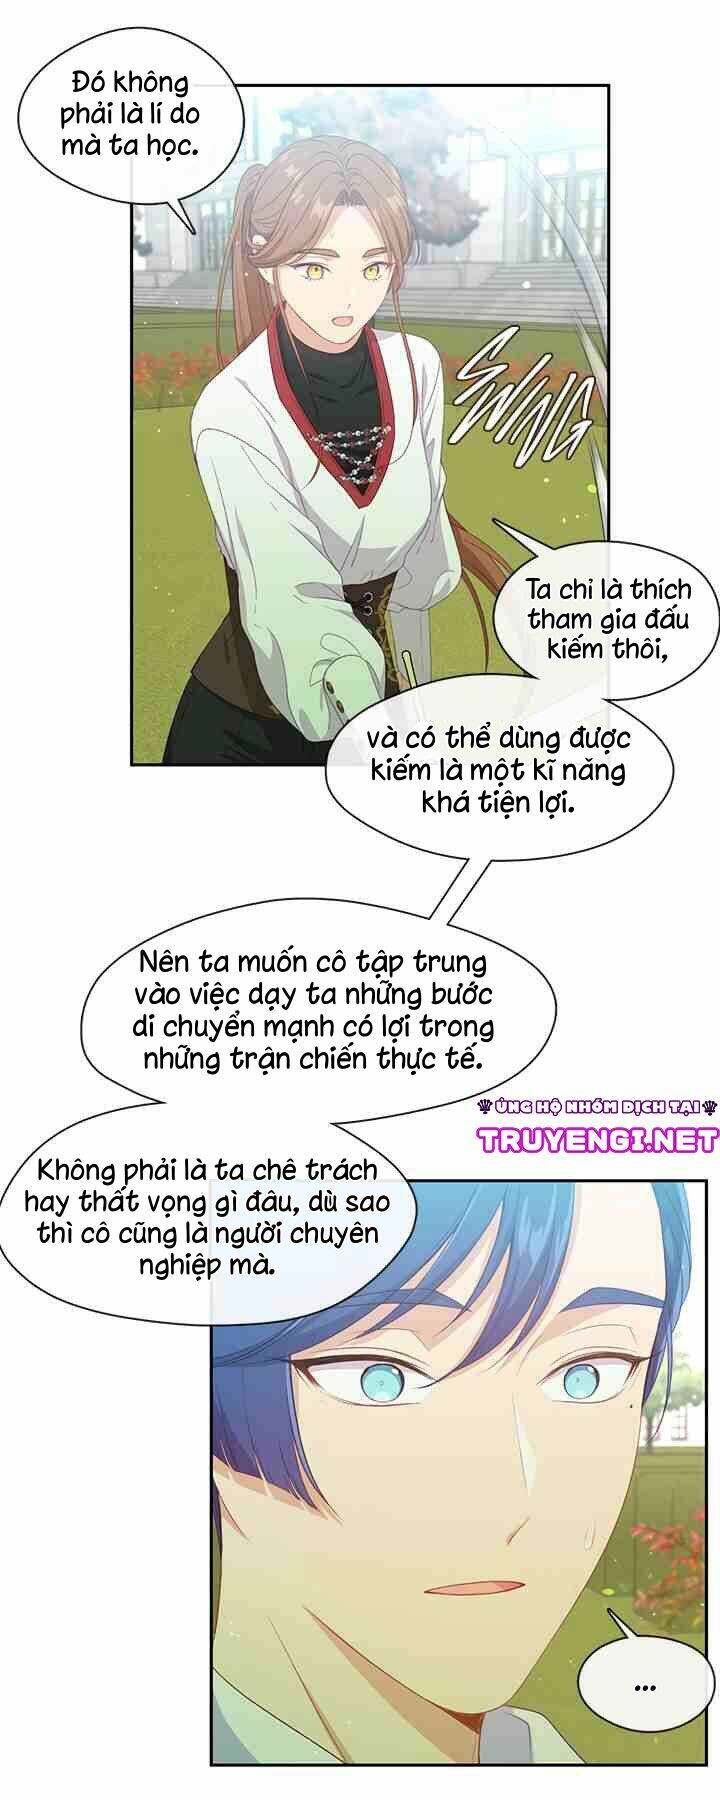 Đó không
phải là lí do
mà ta học.
SWING
Ta chỉ là thích
tham gia đấu
kiếm thôi,
và có thể dùng được
kiếm là một kĩ năng
khá tiện lợi.
Nên ta muốn cô tập trung
vào việc dạy ta những bước
di chuyển mạnh có lợi trong
những trận chiến thực tế.
ỦNG HỘ NHÓM DỊCH TẠI
TRUYENGI.NET
Không phải là ta chê trách
hay thất vọng gì đâu, dù sao
thì cô cũng là người chuyên
nghiệp mà.
...